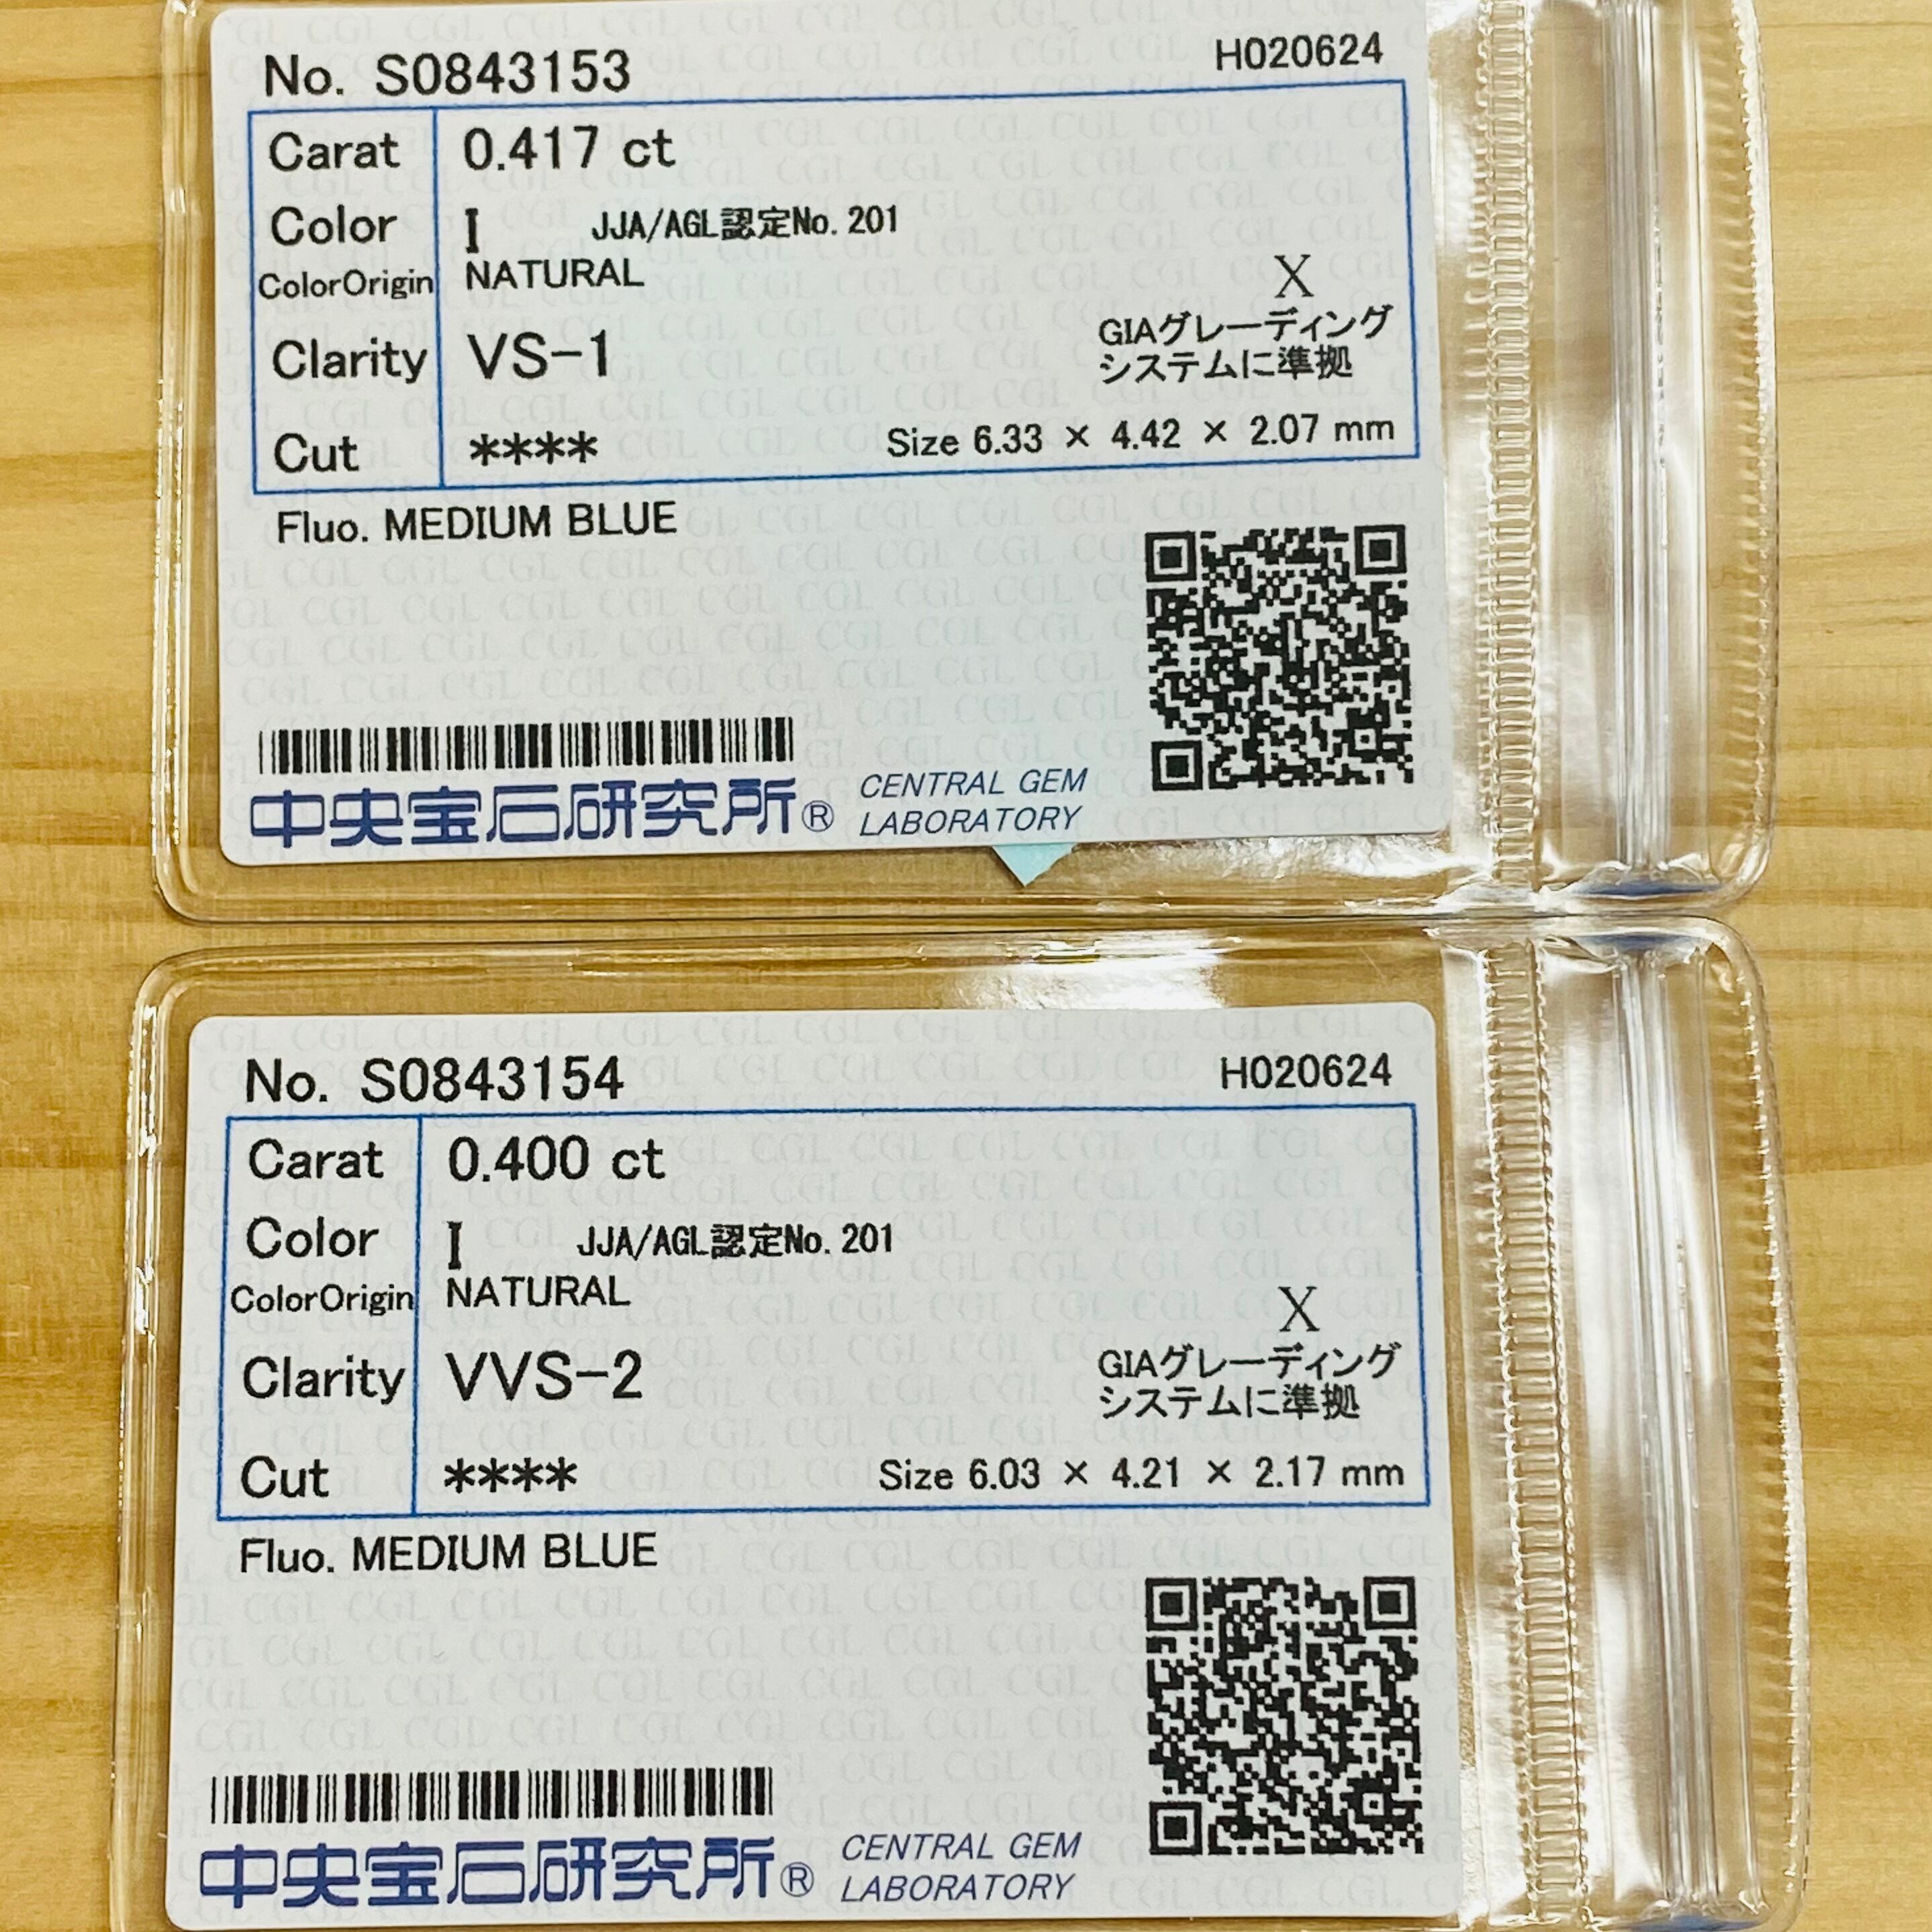 No. S0843153
H020624
Carat 0.417 ct
Color I JJA/AGL認定No. 201
ColorOrigin NATURAL
X
Clarity VS-1
GIAグレーディング
システムに準拠
Cut ****
Size 6.33 × 4.42 × 2.07 mm
Fluo. MEDIUM BLUE
中央宝石研究所®
CENTRAL GEM
LABORATORY
No. S0843154
H020624
Carat 0.400 ct
Color I JJA/AGL認定No. 201
ColorOrigin NATURAL
X
Clarity VVS-2
GIAグレーディング
システムに準拠
Cut ****
Size 6.03 × 4.21 × 2.17 mm
Fluo. MEDIUM BLUE
中央宝石研究所®
CENTRAL GEM
LABORATORY